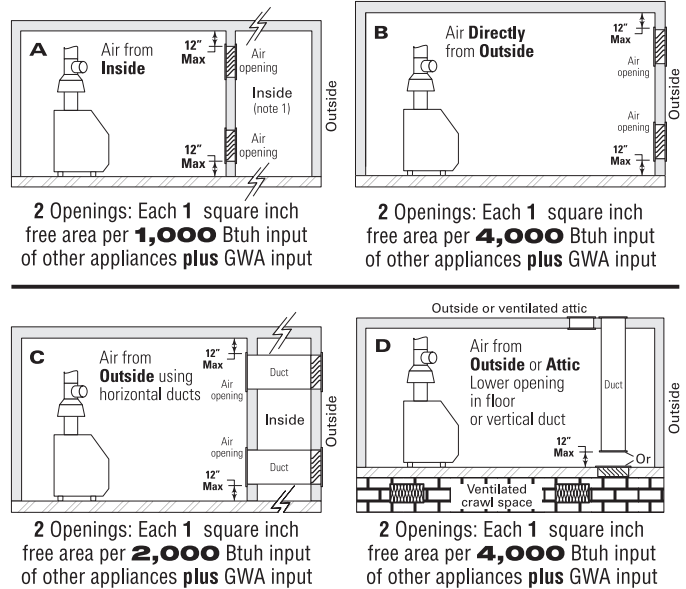 A
Air from
Inside
12"
Max
Air
opening
Inside
(note 1)
Air
opening
12"
Max
Outside
2 Openings: Each 1 square inch
free area per 1,000 Btuh input
of other appliances plus GWA input
B
Air Directly
from Outside
12"
Max
Air
opening
Air
opening
12"
Max
Outside
2 Openings: Each 1 square inch
free area per 4,000 Btuh input
of other appliances plus GWA input
C
Air from
Outside using
horizontal ducts
12"
Max
Air
opening
Duct
Inside
Air
opening
Duct
12"
Max
Outside
2 Openings: Each 1 square inch
free area per 2,000 Btuh input
of other appliances plus GWA input
Outside or ventilated attic
D
Air from
Outside or Attic
Lower opening
in floor
or vertical duct
Duct
12"
Max
Or
Outside
Ventilated
crawl space
2 Openings: Each 1 square inch
free area per 4,000 Btuh input
of other appliances plus GWA input